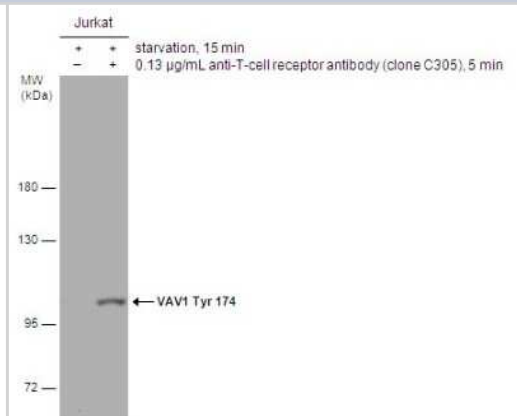 Jurkat
+ + starvation, 15 min
– + 0.13 µg/mL anti-T-cell receptor antibody (clone C305), 5 min
MW
(kDa)
180
130
VAV1 Tyr 174
95
72